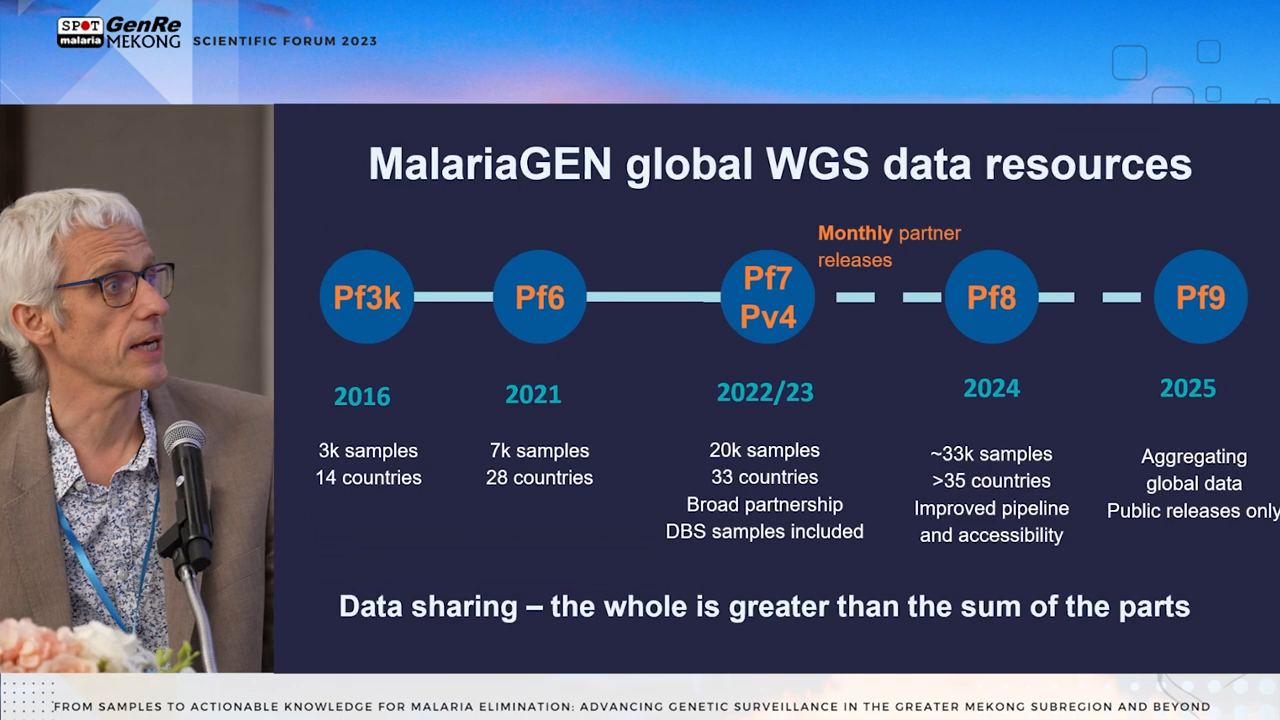 SPOT
malaria
GenRe
MEKONG
SCIENTIFIC FORUM 2023
MalariaGEN global WGS data resources
Monthly partner
releases
Pf3k
Pf6
Pf7
Pv4
Pf8
Pf9
2016
2021
2022/23
2024
2025
3k samples
14 countries
7k samples
28 countries
20k samples
33 countries
Broad partnership
DBS samples included
~33k samples
>35 countries
Improved pipeline
and accessibility
Aggregating
global data
Public releases only
Data sharing – the whole is greater than the sum of the parts
FROM SAMPLES TO ACTIONABLE KNOWLEDGE FOR MALARIA ELIMINATION: ADVANCING GENETIC SURVEILLANCE IN THE GREATER MEKONG SUBREGION AND BEYOND